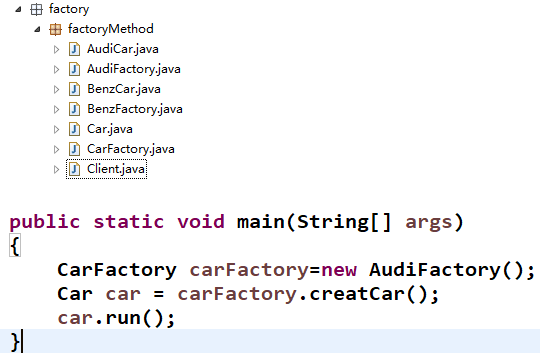 factory
factoryMethod
AudiCar.java
AudiFactory.java
BenzCar.java
BenzFactory.java
Car.java
CarFactory.java
Client.java
public static void main(String[] args)
{
CarFactory carFactory=new AudiFactory();
Car car = carFactory.creatCar();
car.run();
}